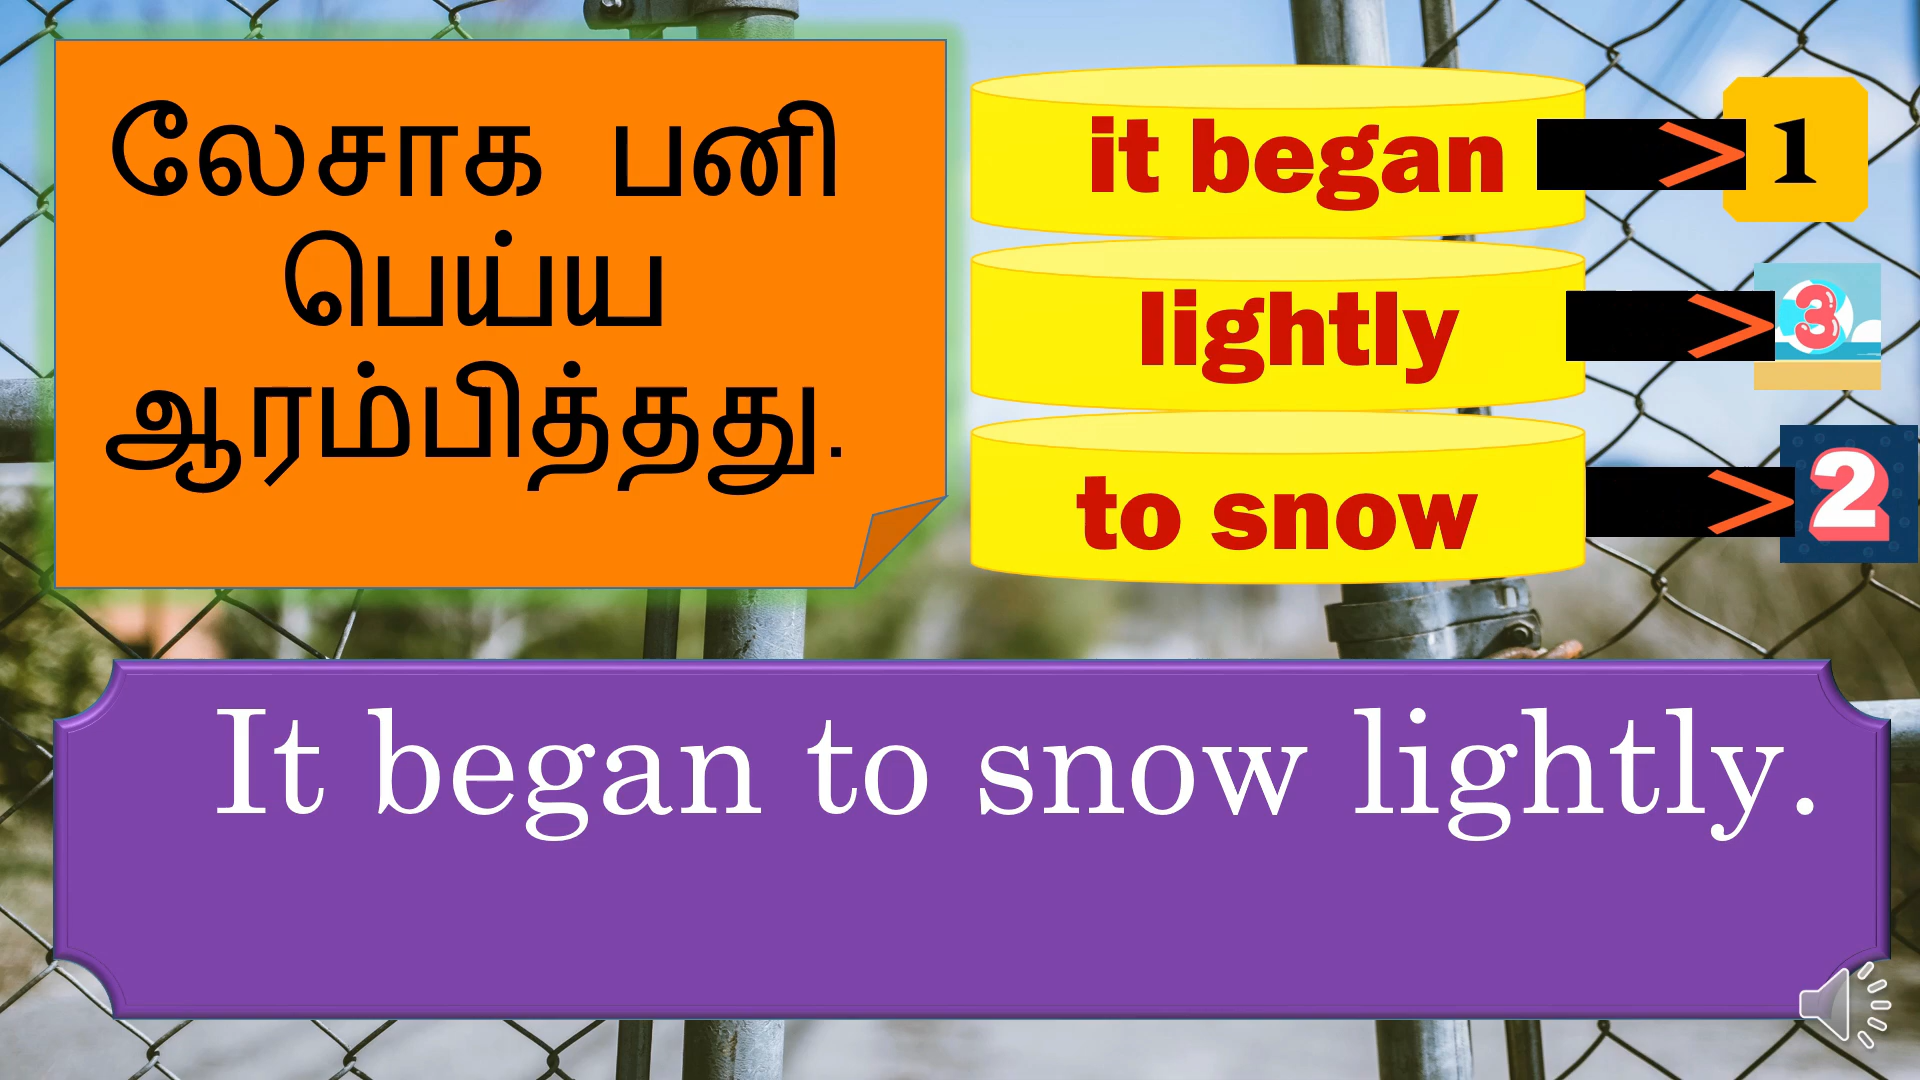 லேசாக பனி
பெய்ய
ஆரம்பித்தது.
it began > 1
lightly > 3
to snow > 2
It began to snow lightly.